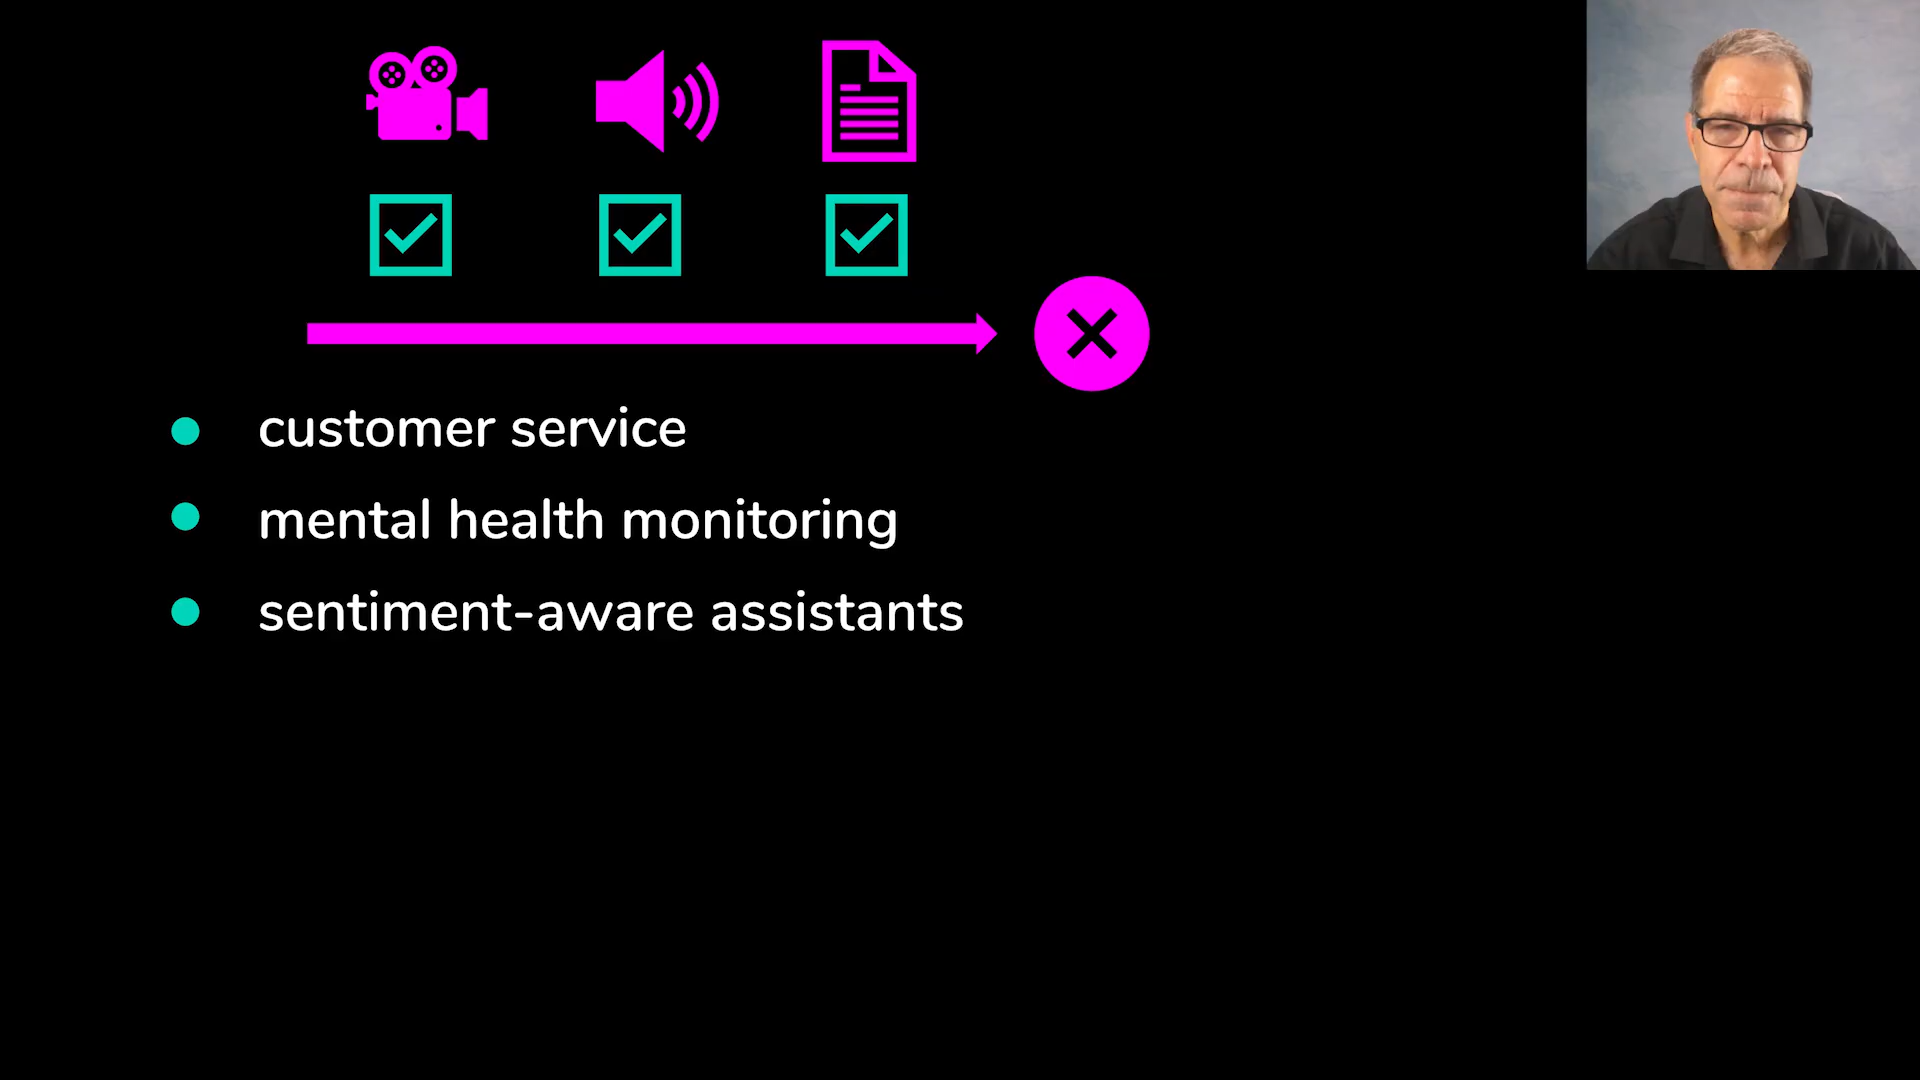 customer service
mental health monitoring
sentiment-aware assistants